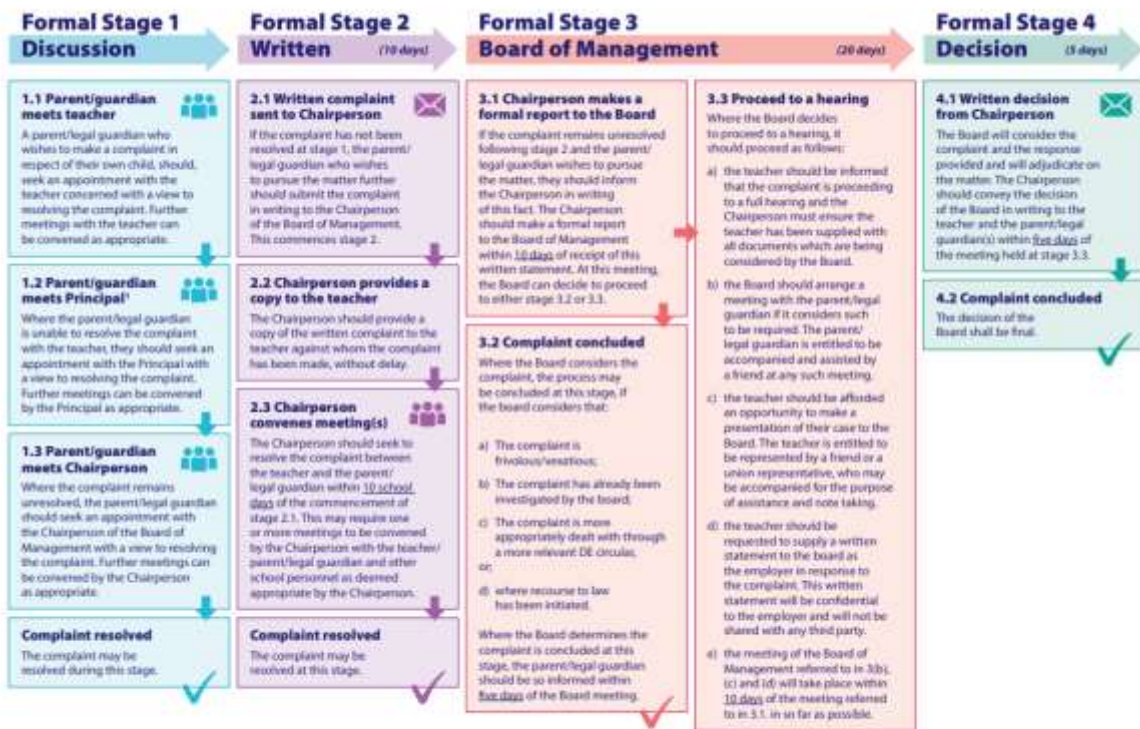 Formal Stage 1
Discussion
1.1 Parent/guardian
meets teacher
A parent/legal guardian who
wishes to make a complaint in
respect of their own child, should,
seek an appointment with the
teacher concerned with a view to
resolving the complaint. Further
meetings with the teacher can
be convened as appropriate.
1.2 Parent/guardian
meets Principal¹
Where the parent/legal guardian
is unable to resolve the complaint
with the teacher, they should seek an
appointment with the Principal with
a view to resolving the complaint.
Further meetings can be convened
by the Principal as appropriate.
1.3 Parent/guardian
meets Chairperson
Where the complaint remains
unresolved, the parent/legal guardian
should seek an appointment with
the Chairperson of the Board of
Management with a view to resolving
the complaint. Further meetings can
be convened by the Chairperson
as appropriate.
Complaint resolved
The complaint may be
resolved during this stage.
Formal Stage 2
Written (10 days)
2.1 Written complaint
sent to Chairperson
If the complaint has not been
resolved at stage 1, the parent/
legal guardian who wishes
to pursue the matter further
should submit the complaint
in writing to the Chairperson
of the Board of Management.
This commences stage 2.
2.2 Chairperson provides a
copy to the teacher
The Chairperson should provide a
copy of the written complaint to the
teacher against whom the complaint
has been made, without delay.
2.3 Chairperson
convenes meeting(s)
The Chairperson should seek to
resolve the complaint between
the teacher and the parent/
legal guardian within 10 school
days of the commencement of
stage 2.1. This may require one
or more meetings to be convened
by the Chairperson with the teacher/
parent/legal guardian and other
school personnel as deemed
appropriate by the Chairperson.
Complaint resolved
The complaint may be
resolved at this stage.
Formal Stage 3
Board of Management (20 days)
3.1 Chairperson makes a
formal report to the Board
If the complaint remains unresolved
following stage 2 and the parent/
legal guardian wishes to pursue
the matter, they should inform
the Chairperson in writing
of this fact. The Chairperson
should make a formal report
to the Board of Management
within 10 days of receipt of this
written statement. At this meeting,
the Board can decide to proceed
to either stage 3.2 or 3.3.
3.2 Complaint concluded
Where the Board considers the
complaint, the process may
be concluded at this stage, if
the board considers that:
a) The complaint is
frivolous/vexatious;
b) The complaint has already been
investigated by the board;
c) The complaint is more
appropriately dealt with through
a more relevant DE circular,
or;
d) where recourse to law
has been initiated.
Where the Board determines the
complaint is concluded at this
stage, the parent/legal guardian
should be so informed within
five days of the Board meeting.
3.3 Proceed to a hearing
Where the Board decides
to proceed to a hearing, it
should proceed as follows:
a) the teacher should be informed
that the complaint is proceeding
to a full hearing and the
Chairperson must ensure the
teacher has been supplied with
all documents which are being
considered by the Board.
b) the Board should arrange a
meeting with the parent/legal
guardian if it considers such
to be required. The parent/
legal guardian is entitled to be
accompanied and assisted by
a friend at any such meeting.
c) the teacher should be afforded
an opportunity to make a
presentation of their case to the
Board. The teacher is entitled to
be represented by a friend or a
union representative, who may
be accompanied for the purpose
of assistance and note taking.
d) the teacher should be
requested to supply a written
statement to the board as
the employer in response to
the complaint. This written
statement will be confidential
to the employer and will not be
shared with any third party.
e) the meeting of the Board of
Management referred to in 3(b),
(c) and (d) will take place within
10 days of the meeting referred
to in 3.1. in so far as possible.
Formal Stage 4
Decision (5 days)
4.1 Written decision
from Chairperson
The Board will consider the
complaint and the response
provided and will adjudicate on
the matter. The Chairperson
should convey the decision
of the Board in writing to the
teacher and the parent/legal
guardian(s) within five days of
the meeting held at stage 3.3.
4.2 Complaint concluded
The decision of the
Board shall be final.